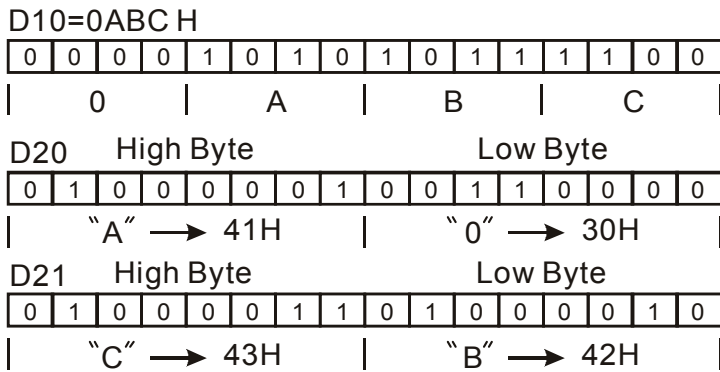 D10=0ABC H
0 0 0 0 1 0 1 0 1 0 1 1 1 1 0 0
0 A B C
D20 High Byte Low Byte
0 1 0 0 0 0 0 1 0 0 1 1 0 0 0 0
"A" → 41H "0" → 30H
D21 High Byte Low Byte
0 1 0 0 0 0 1 1 0 1 0 0 0 0 1 0
"C" → 43H "B" → 42H